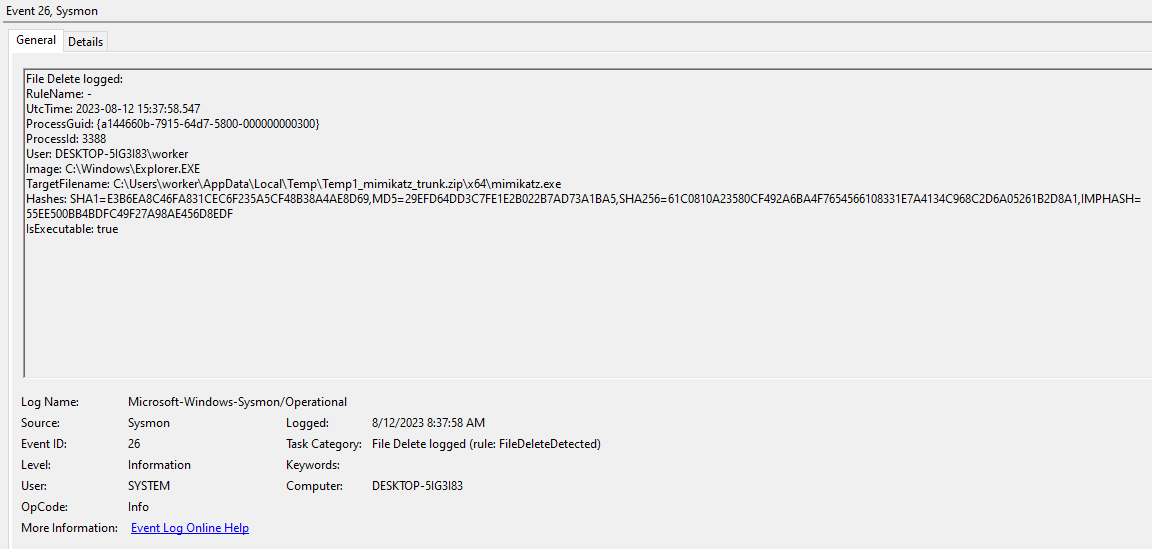 Event 26, Sysmon
General Details
File Delete logged:
RuleName: -
UtcTime: 2023-08-12 15:37:58.547
ProcessGuid: {a144660b-7915-64d7-5800-000000000300}
ProcessId: 3388
User: DESKTOP-5IG3I83\worker
Image: C:\Windows\Explorer.EXE
TargetFilename: C:\Users\worker\AppData\Local\Temp\Temp1_mimikatz_trunk.zip\x64\mimikatz.exe
Hashes: SHA1=E3B6EA8C46FA831CEC6F235A5CF48B38A4AE8D69,MD5=29EFD64DD3C7FE1E2B022B7AD73A1BA5,SHA256=61C0810A23580CF492A6BA4F7654566108331E7A4134C968C2D6A05261B2D8A1,IMPHASH=
55EE500BB4BDFC49F27A98AE456D8EDF
IsExecutable: true
Log Name: Microsoft-Windows-Sysmon/Operational
Source: Sysmon Logged: 8/12/2023 8:37:58 AM
Event ID: 26 Task Category: File Delete logged (rule: FileDeleteDetected)
Level: Information Keywords:
User: SYSTEM Computer: DESKTOP-5IG3I83
OpCode: Info
More Information: Event Log Online Help